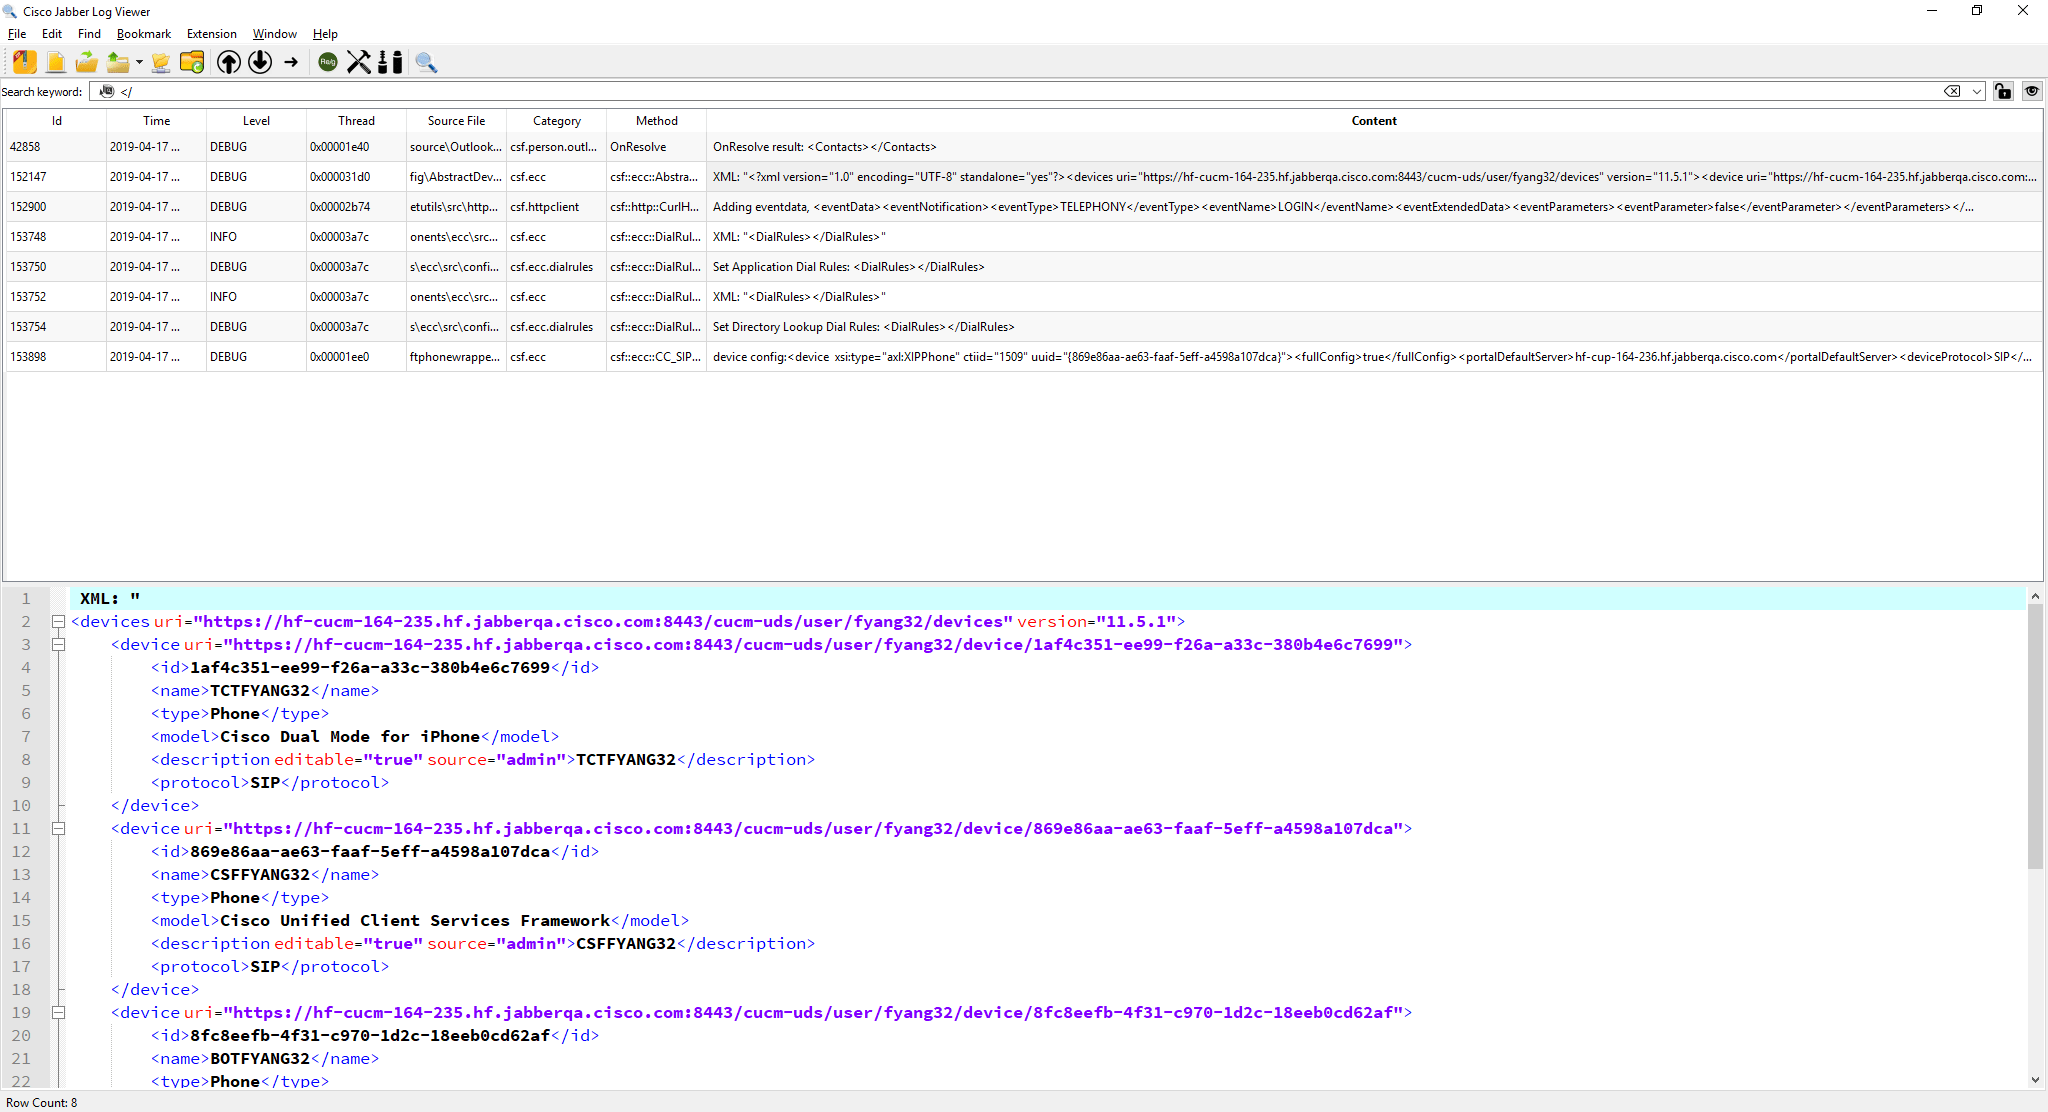 Cisco Jabber Log Viewer
File Edit Find Bookmark Extension Window Help
Reg
Search keyword: </
Id Time Level Thread Source File Category Method Content
42858 2019-04-17 ... DEBUG 0x00001e40 source\Outlook... csf.person.outl... OnResolve OnResolve result: <Contacts></Contacts>
152147 2019-04-17 ... DEBUG 0x000031d0 fig\AbstractDev... csf.ecc csf::ecc::Abstra... XML: "<?xml version="1.0" encoding="UTF-8" standalone="yes"?><devices uri="https://hf-cucm-164-235.hf.jabberqa.cisco.com:8443/cucm-uds/user/fyang32/devices" version="11.5.1"><device uri="https://hf-cucm-164-235.hf.jabberqa.cisco.com:...
152900 2019-04-17 ... DEBUG 0x00002b74 etutils\src\http... csf.httpclient csf::http::CurlH... Adding eventdata, <eventData><eventNotification><eventType>TELEPHONY</eventType><eventName>LOGIN</eventName><eventExtendedData><eventParameters><eventParameter>false</eventParameter></eventParameters></...
153748 2019-04-17 ... INFO 0x00003a7c onents\ecc\src... csf.ecc csf::ecc::DialRul... XML: "<DialRules></DialRules>"
153750 2019-04-17 ... DEBUG 0x00003a7c s\ecc\src\confi... csf.ecc.dialrules csf::ecc::DialRul... Set Application Dial Rules: <DialRules></DialRules>
153752 2019-04-17 ... INFO 0x00003a7c onents\ecc\src... csf.ecc csf::ecc::DialRul... XML: "<DialRules></DialRules>"
153754 2019-04-17 ... DEBUG 0x00003a7c s\ecc\src\confi... csf.ecc.dialrules csf::ecc::DialRul... Set Directory Lookup Dial Rules: <DialRules></DialRules>
153898 2019-04-17 ... DEBUG 0x00001ee0 ftphonewrappe... csf.ecc csf::ecc::CC_SIP... device config:<device xsi:type="axl:XIPPhone" ctiid="1509" uuid="{869e86aa-ae63-faaf-5eff-a4598a107dca}"><fullConfig>true</fullConfig><portalDefaultServer>hf-cup-164-236.hf.jabberqa.cisco.com</portalDefaultServer><deviceProtocol>SIP</...
1 XML: "
2 <devices uri="https://hf-cucm-164-235.hf.jabberqa.cisco.com:8443/cucm-uds/user/fyang32/devices" version="11.5.1">
3 <device uri="https://hf-cucm-164-235.hf.jabberqa.cisco.com:8443/cucm-uds/user/fyang32/device/1af4c351-ee99-f26a-a33c-380b4e6c7699">
4 <id>1af4c351-ee99-f26a-a33c-380b4e6c7699</id>
5 <name>TCTFYANG32</name>
6 <type>Phone</type>
7 <model>Cisco Dual Mode for iPhone</model>
8 <description editable="true" source="admin">TCTFYANG32</description>
9 <protocol>SIP</protocol>
10 </device>
11 <device uri="https://hf-cucm-164-235.hf.jabberqa.cisco.com:8443/cucm-uds/user/fyang32/device/869e86aa-ae63-faaf-5eff-a4598a107dca">
12 <id>869e86aa-ae63-faaf-5eff-a4598a107dca</id>
13 <name>CSFFYANG32</name>
14 <type>Phone</type>
15 <model>Cisco Unified Client Services Framework</model>
16 <description editable="true" source="admin">CSFFYANG32</description>
17 <protocol>SIP</protocol>
18 </device>
19 <device uri="https://hf-cucm-164-235.hf.jabberqa.cisco.com:8443/cucm-uds/user/fyang32/device/8fc8eefb-4f31-c970-1d2c-18eeb0cd62af">
20 <id>8fc8eefb-4f31-c970-1d2c-18eeb0cd62af</id>
21 <name>BOTFYANG32</name>
22 <type>Phone</type>
Row Count: 8